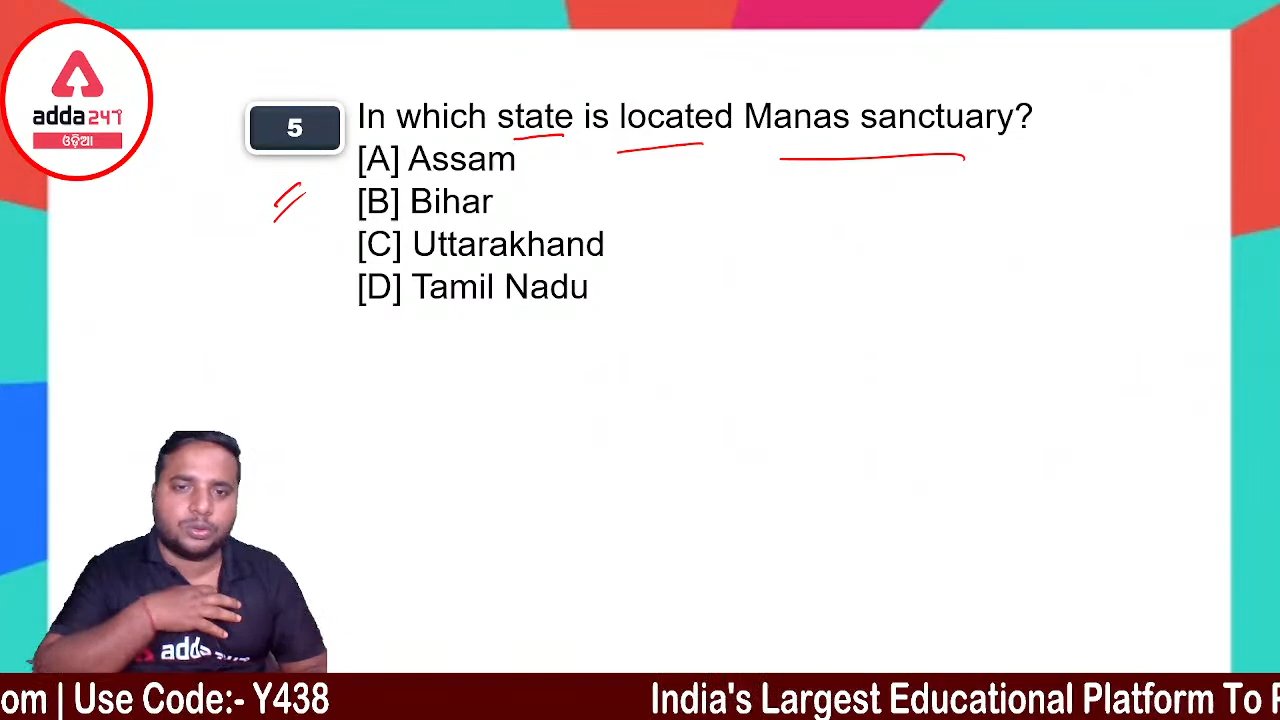 adda247
ଓଡ଼ିଆ
5
In which state is located Manas sanctuary?
[A] Assam
[B] Bihar
[C] Uttarakhand
[D] Tamil Nadu
adda247
om | Use Code:- Y438
India's Largest Educational Platform To